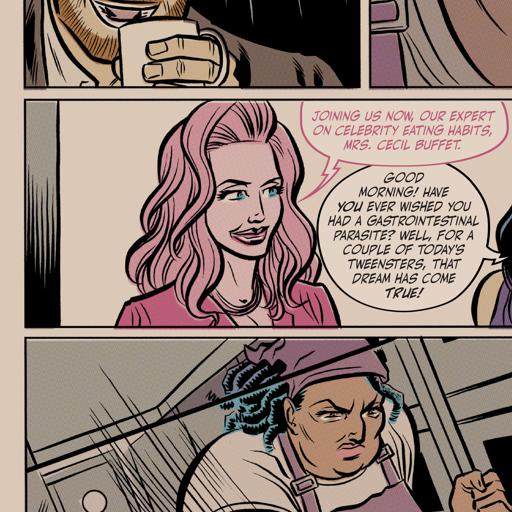 JOINING US NOW, OUR EXPERT
ON CELEBRITY EATING HABITS,
MRS. CECIL BUFFET.
GOOD
MORNING! HAVE
YOU EVER WISHED YOU
HAD A GASTROINTESTINAL
PARASITE? WELL, FOR A
COUPLE OF TODAY'S
TWEENSTERS, THAT
DREAM HAS COME
TRUE!